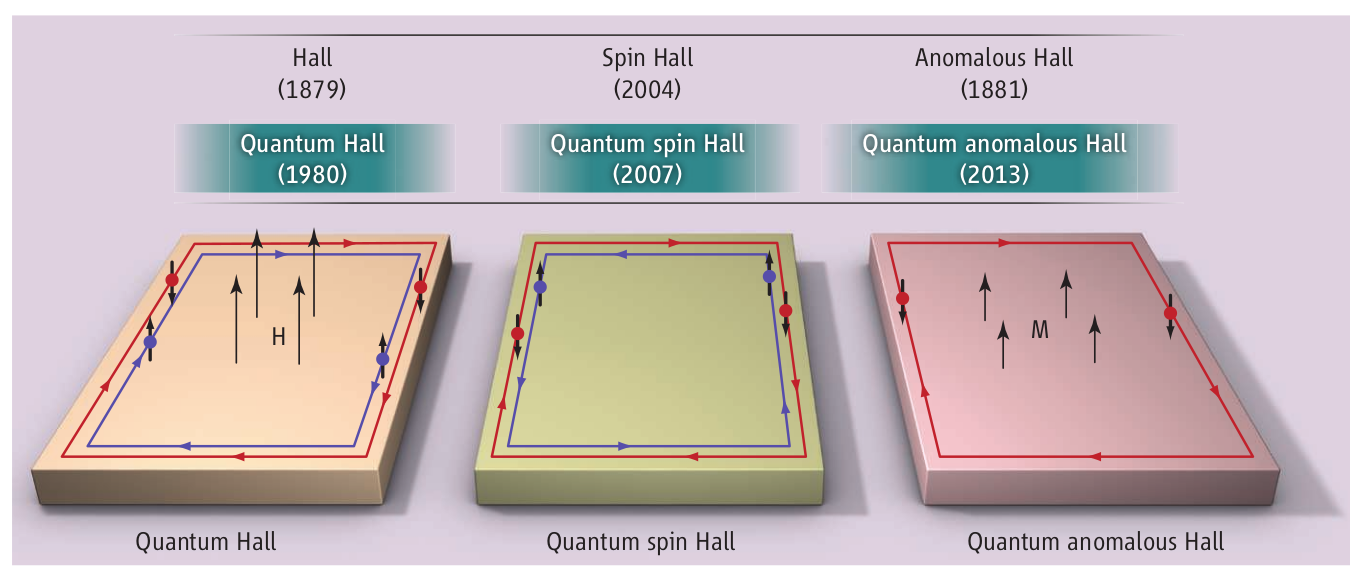 Hall
(1879)
Spin Hall
(2004)
Anomalous Hall
(1881)
Quantum Hall
(1980)
Quantum spin Hall
(2007)
Quantum anomalous Hall
(2013)
H
M
Quantum Hall
Quantum spin Hall
Quantum anomalous Hall